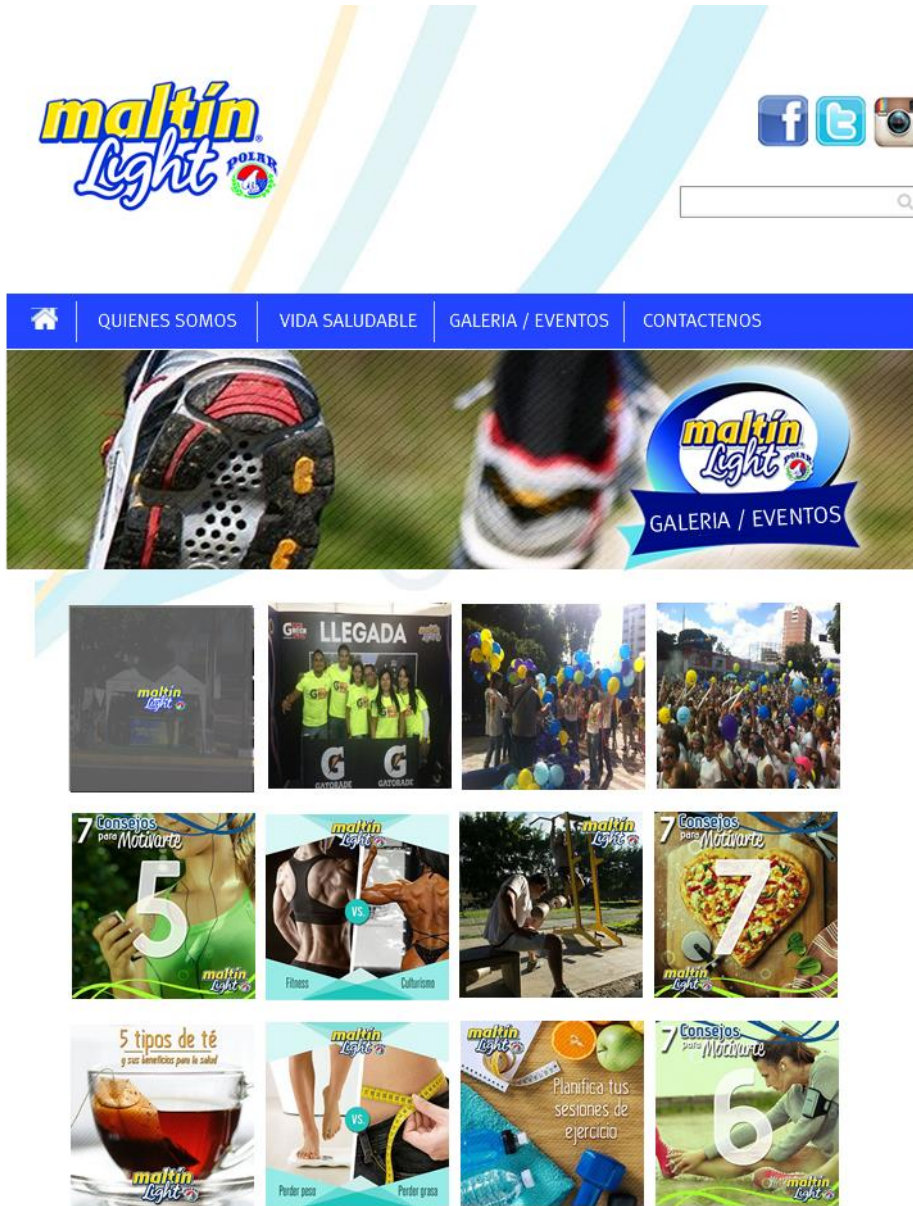 maltín
Light
POLAR
QUIENES SOMOS
VIDA SALUDABLE
GALERIA / EVENTOS
CONTACTENOS
maltín
Light
POLAR
GALERIA / EVENTOS
maltín
Light
LLEGADA
G
G
GATORADE
GATORADE
7 Consejos
para Motivarte
5
maltín
Light
maltín
Light
VS.
Fitness
Culturismo
maltín
Light
7 Consejos
para Motivarte
7
maltín
Light
5 tipos de té
y sus beneficios para la salud
maltín
Light
maltín
Light
VS.
Perder peso
Perder grasa
maltín
Light
Planifica tus
sesiones de
ejercicio
7 Consejos
para Motivarte
6
maltín
Light